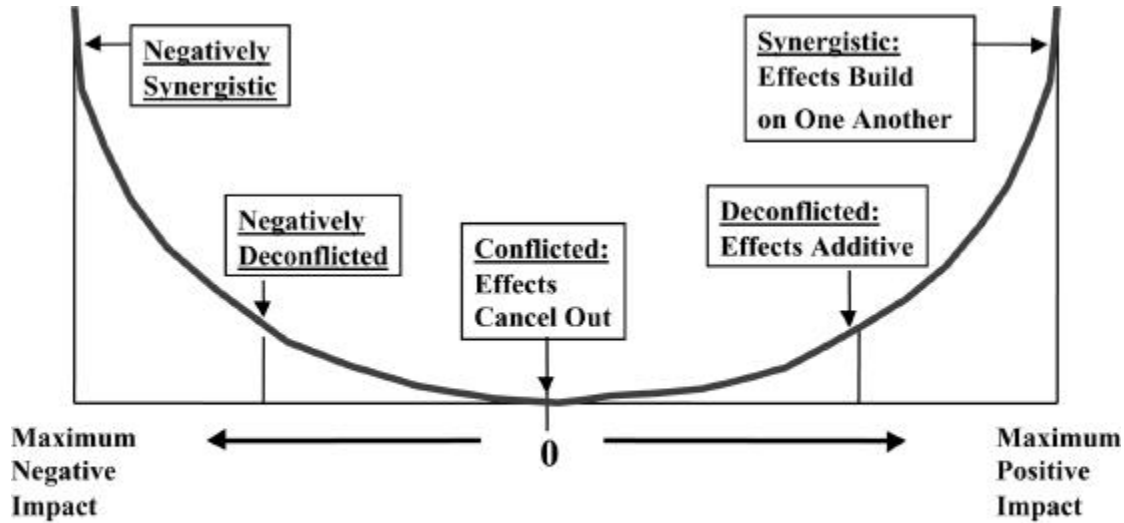 Negatively
Synergistic
Synergistic:
Effects Build
on One Another
Negatively
Deconflicted
Conflicted:
Effects
Cancel Out
Deconflicted:
Effects Additive
Maximum
Negative
Impact
0
Maximum
Positive
Impact